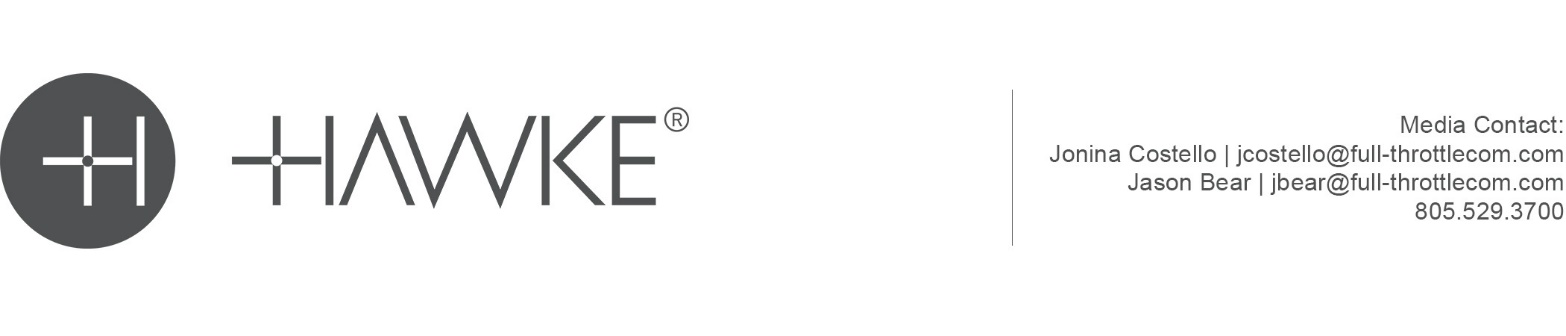 HAWKE®
Media Contact:
Jonina Costello | jcostello@full-throttlecom.com
Jason Bear | jbear@full-throttlecom.com
805.529.3700